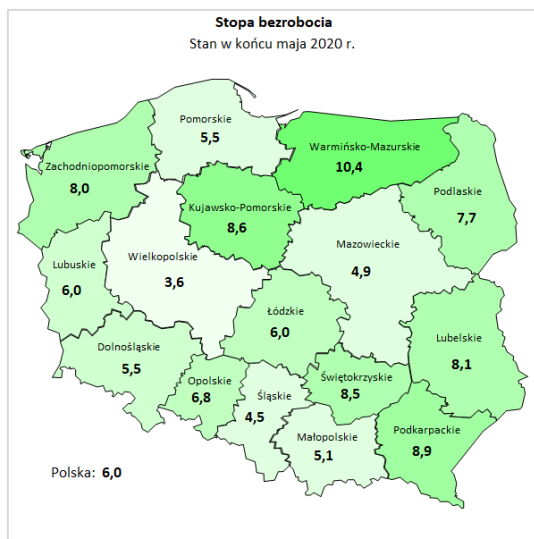 Stopa bezrobocia
Stan w końcu maja 2020 r.
Pomorskie
5,5
Warmińsko-Mazurskie
10,4
Zachodniopomorskie
8,0
Podlaskie
7,7
Kujawsko-Pomorskie
8,6
Mazowieckie
4,9
Wielkopolskie
3,6
Lubuskie
6,0
Łódzkie
6,0
Lubelskie
8,1
Dolnośląskie
5,5
Opolskie
6,8
Śląskie
4,5
Świętokrzyskie
8,5
Małopolskie
5,1
Podkarpackie
8,9
Polska: 6,0